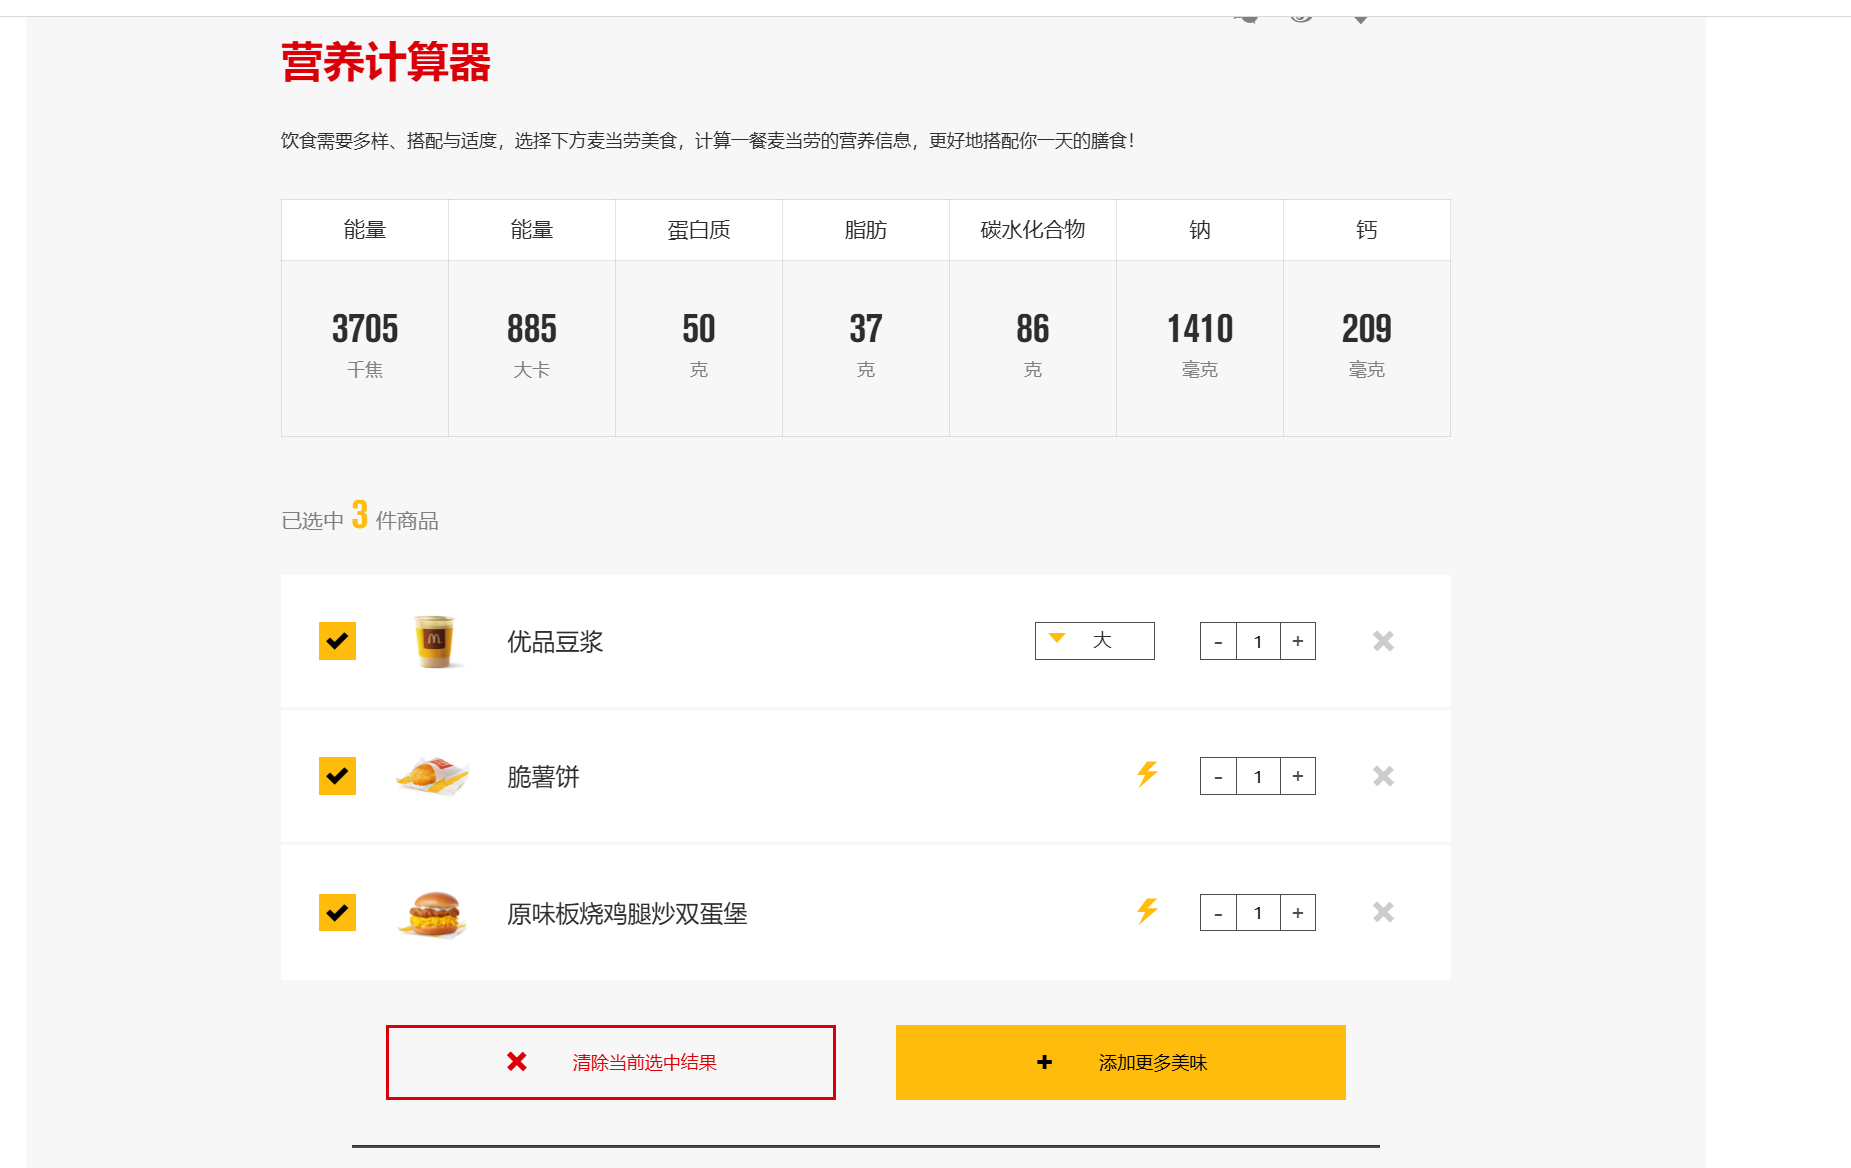 营养计算器
饮食需要多样、搭配与适度，选择下方麦当劳美食，计算一餐麦当劳的营养信息，更好地搭配你一天的膳食！
能量 能量 蛋白质 脂肪 碳水化合物 钠 钙
3705 885 50 37 86 1410 209
千焦 大卡 克 克 克 毫克 毫克
已选中 3 件商品
优品豆浆 大 - 1 +
脆薯饼 - 1 +
原味板烧鸡腿炒双蛋堡 - 1 +
清除当前选中结果 添加更多美味